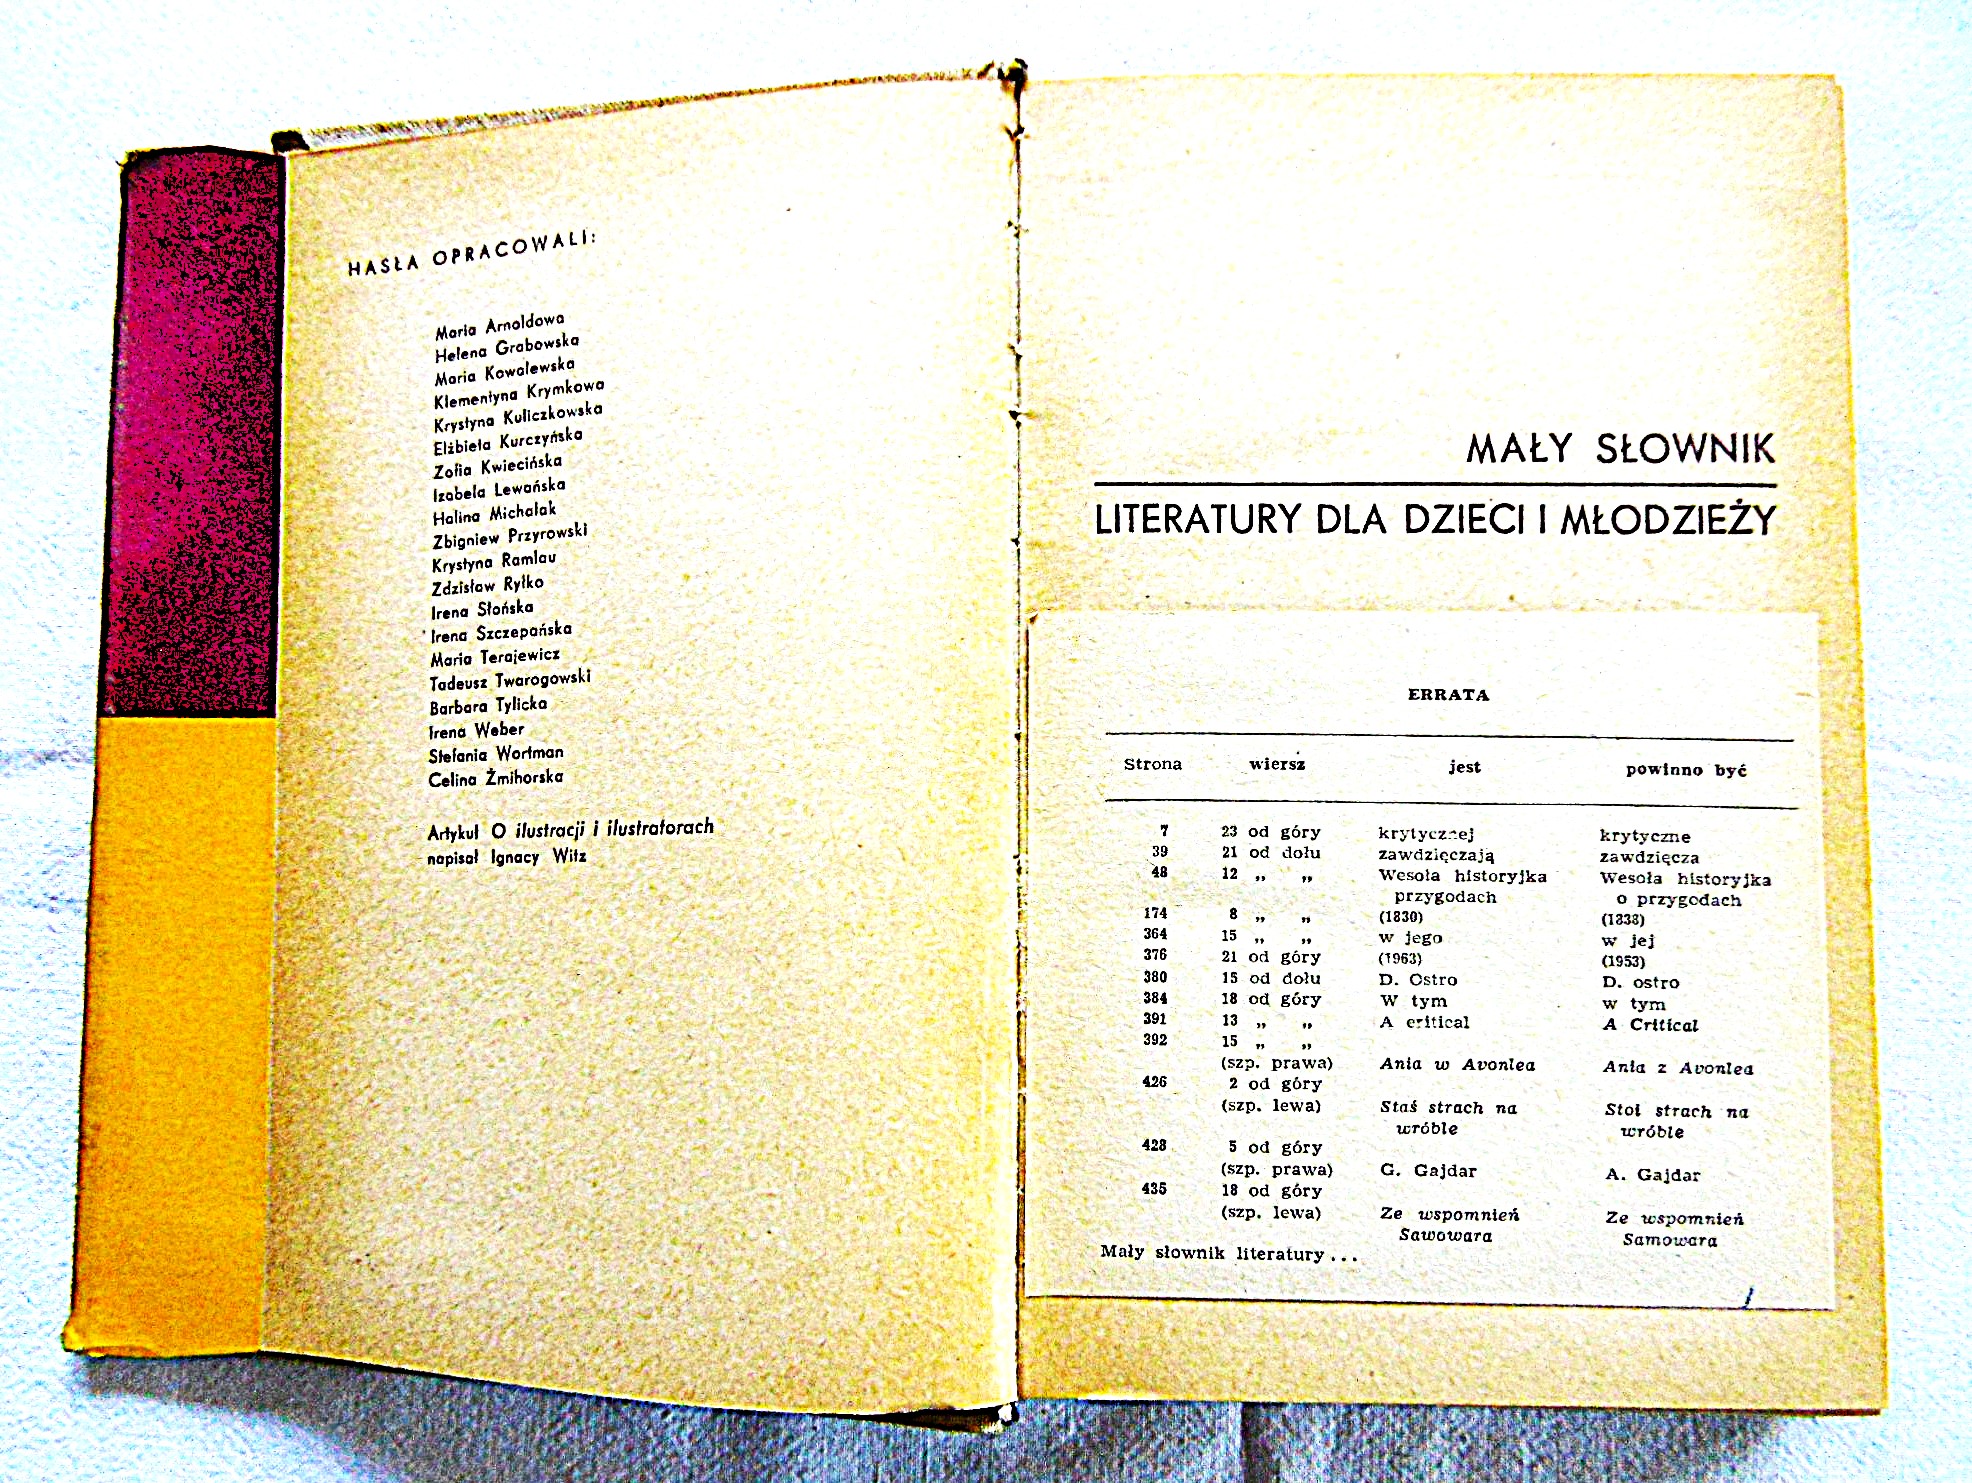 HASŁA OPRACOWALI:
Maria Arnoldowa
Helena Grabowska
Maria Kowalewska
Klementyna Krymkowa
Krystyna Kuliczkowska
Elżbieta Kurczyńska
Zofia Kwiecińska
Izabela Lewańska
Halina Michalak
Zbigniew Przyrowski
Krystyna Ramlau
Zdzisław Ryłko
Irena Słońska
Irena Szczepańska
Maria Terajewicz
Tadeusz Twarogowski
Barbara Tylicka
Irena Weber
Stefania Wortman
Celina Żmihorska
Artykuł O ilustracji i ilustratorach
napisał Ignacy Witz
MAŁY SŁOWNIK
LITERATURY DLA DZIECI I MŁODZIEŻY
ERRATA
Strona wiersz jest powinno być
7 23 od góry krytycznej krytyczne
39 21 od dołu zawdzięczają zawdzięcza
48 12 „ „ Wesoła historyjka Wesoła historyjka
przygodach o przygodach
174 8 „ „ (1830) (1838)
364 15 „ „ w jego w jej
376 21 od góry (1963) (1953)
380 15 od dołu D. Ostro D. ostro
384 18 od góry W tym w tym
391 13 „ „ A critical A Critical
392 15 „ „
(szp. prawa) Ania w Avonlea Ania z Avonlea
426 2 od góry
(szp. lewa) Staś strach na Stoi strach na
wróble wróble
428 5 od góry
(szp. prawa) G. Gajdar A. Gajdar
435 18 od góry
(szp. lewa) Ze wspomnień Ze wspomnień
Sawowara Samowara
Mały słownik literatury...